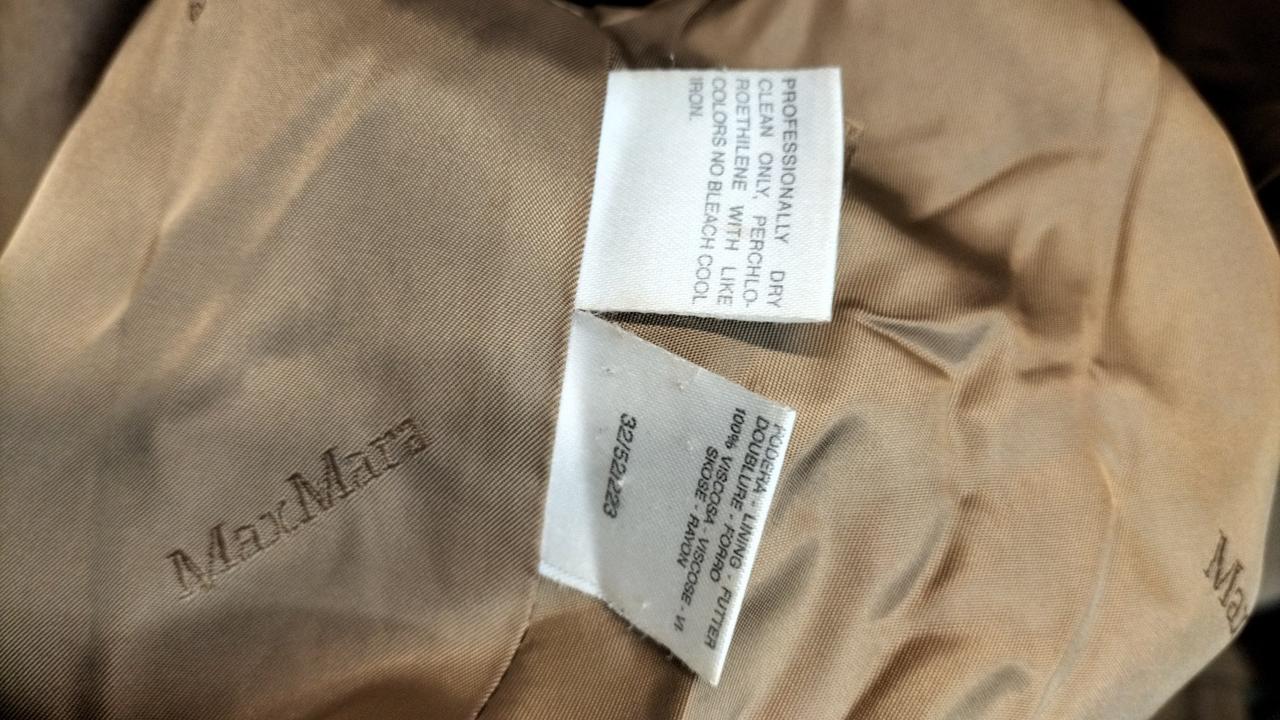 PROFESSIONALLY DRY
CLEAN ONLY, PERCHLO-
ROETHILENE WITH LIKE
COLORS NO BLEACH COOL
IRON.
FODERA - LINING - FUTTER
DOUBLURE - FORRO
100% VISCOSA - VISCOSE - VI
SKOSE - RAYON
32/52/223
MaxMara
Max